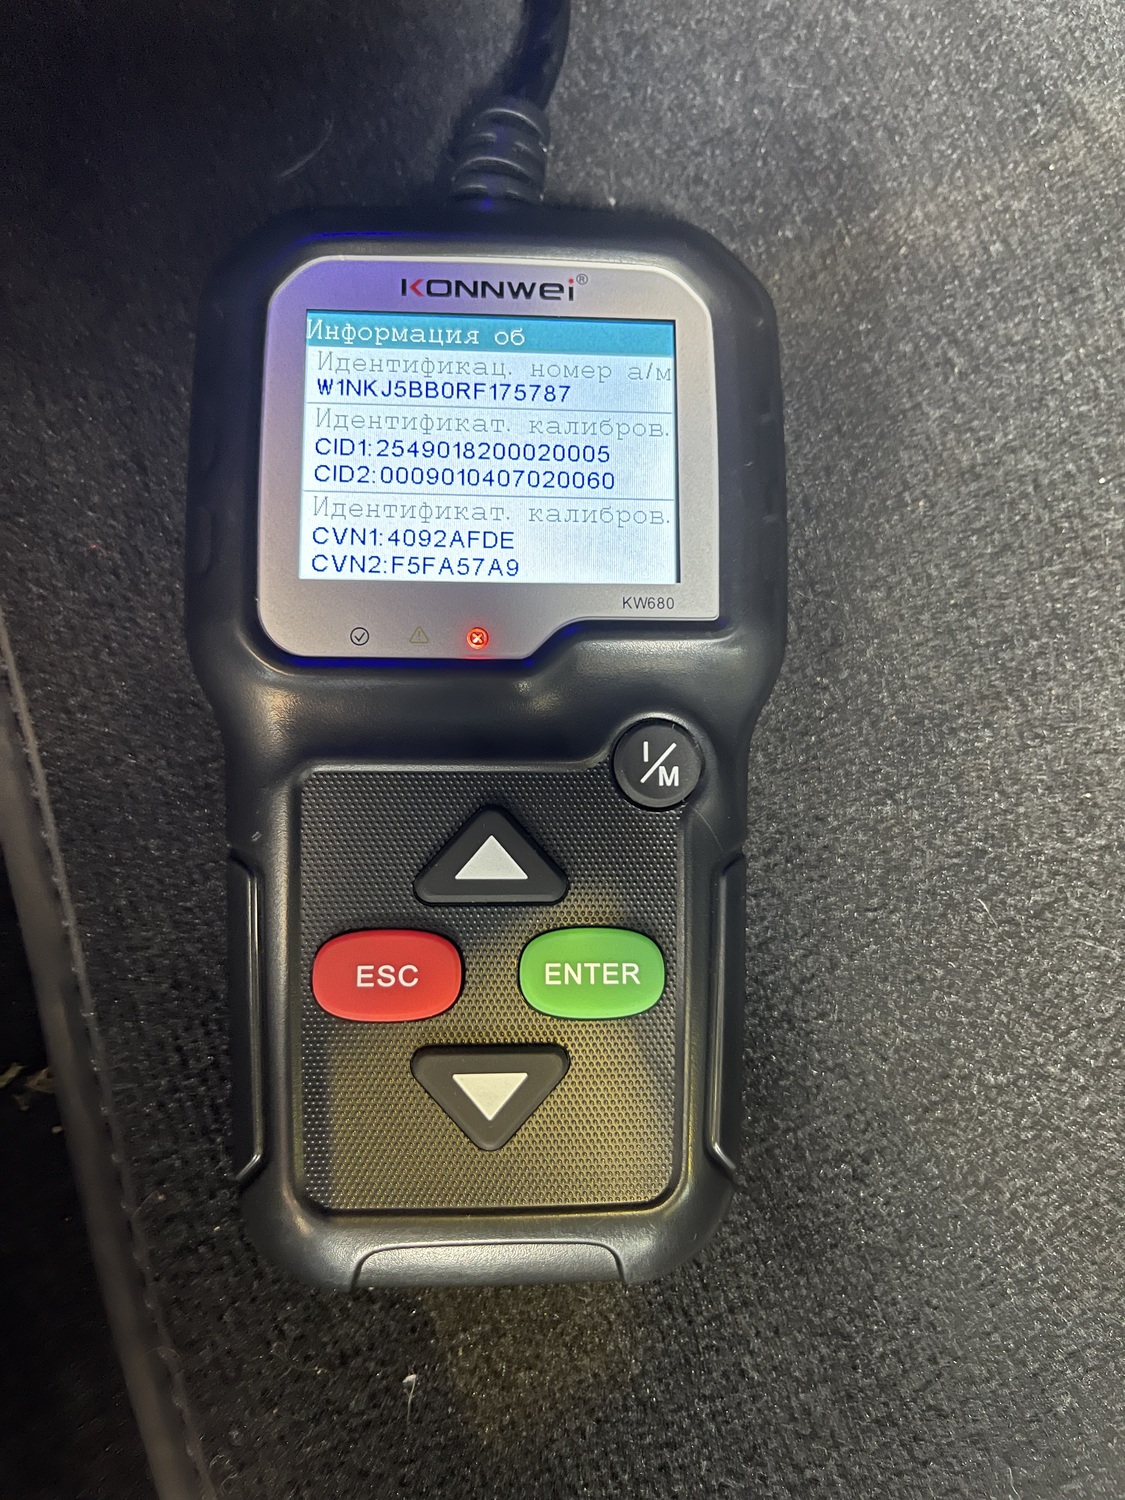 KONNWEI®
Информация об
Идентификац. номер а/м
W1NKJ5BB0RF175787
Идентификат. калибров.
CID1:2549018200020005
CID2:0009010407020060
Идентификат. калибров.
CVN1:4092AFDE
CVN2:F5FA57A9
KW680
I/M
ESC
ENTER